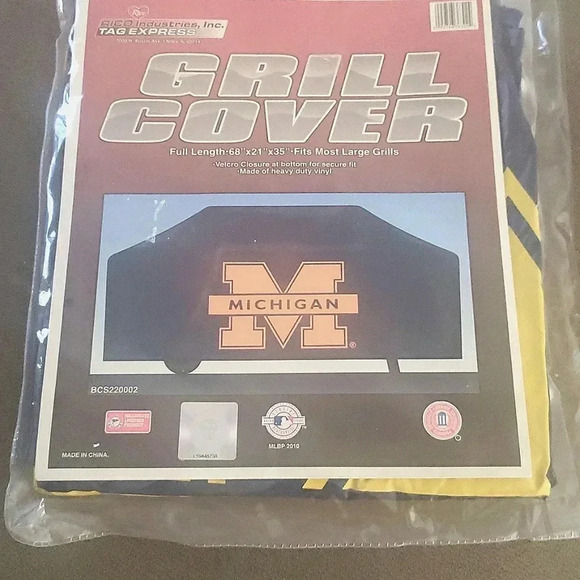 RICO Industries, Inc.
TAG EXPRESS
GRILL
COVER
Full Length•68"x21"x35"•Fits Most Large Grills
•Velcro Closure at bottom for secure fit
•Made of heavy duty vinyl
MICHIGAN
®
BCS220002
MLBP 2010
MADE IN CHINA.